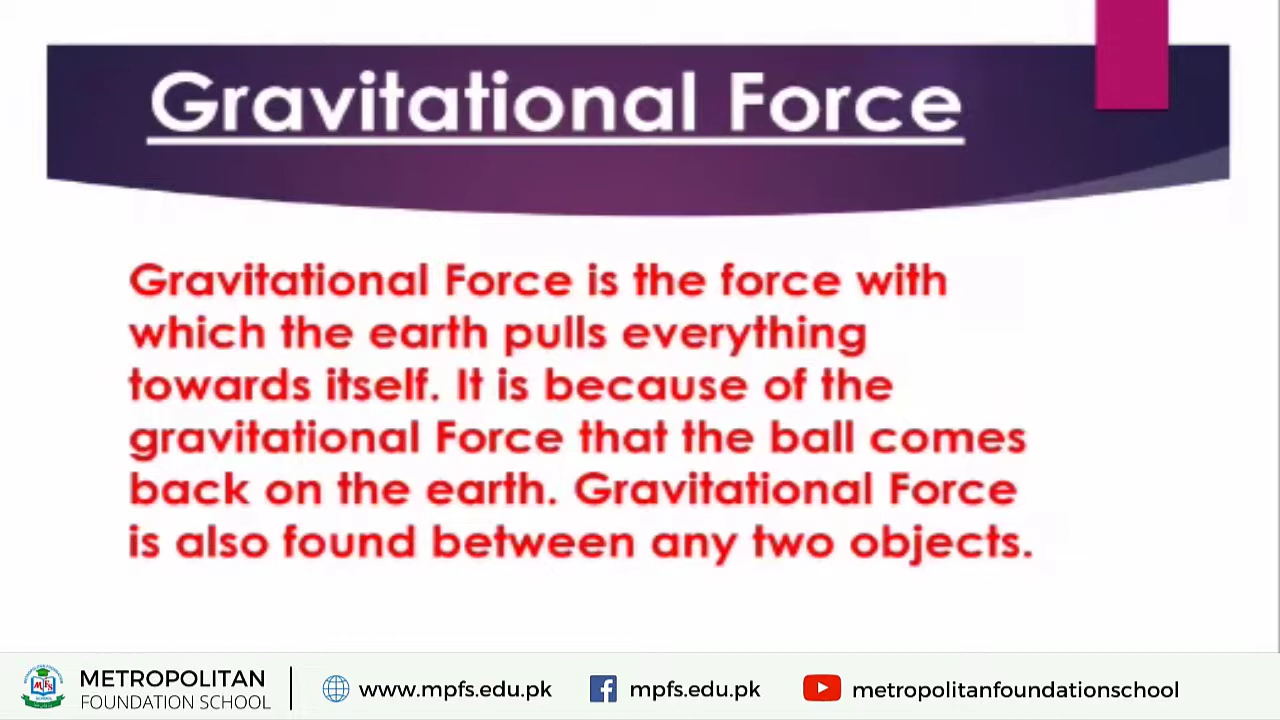 Gravitational Force
Gravitational Force is the force with
which the earth pulls everything
towards itself. It is because of the
gravitational Force that the ball comes
back on the earth. Gravitational Force
is also found between any two objects.
METROPOLITAN
FOUNDATION SCHOOL
www.mpfs.edu.pk
mpfs.edu.pk
metropolitanfoundationschool